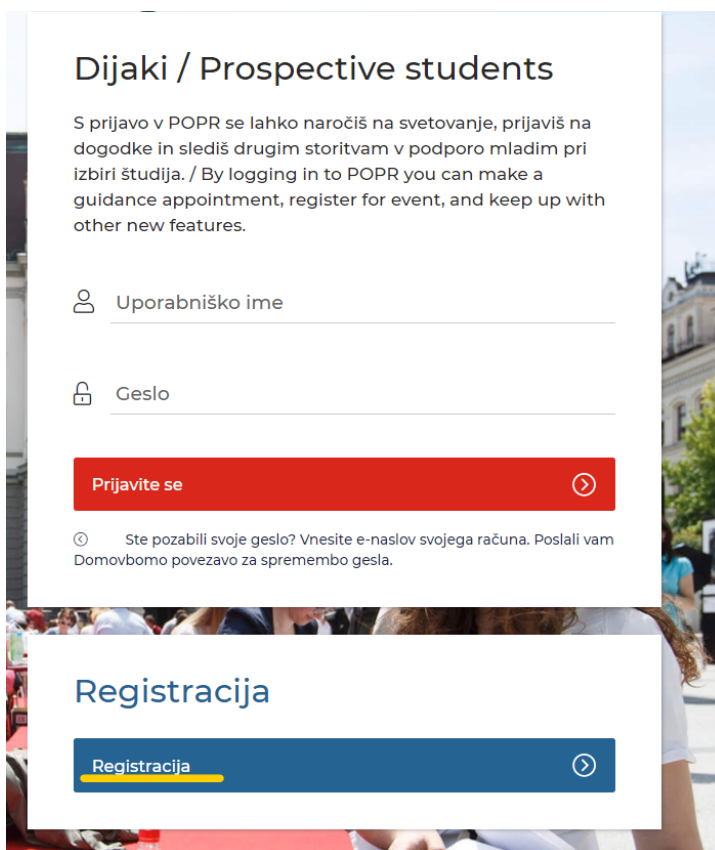 Dijaki / Prospective students
S prijavo v POPR se lahko naročiš na svetovanje, prijaviš na
dogodke in slediš drugim storitvam v podporo mladim pri
izbiri študija. / By logging in to POPR you can make a
guidance appointment, register for event, and keep up with
other new features.
Uporabniško ime
Geslo
Prijavite se
Ste pozabili svoje geslo? Vnesite e-naslov svojega računa. Poslali vam
Domovbomo povezavo za spremembo gesla.
Registracija
Registracija